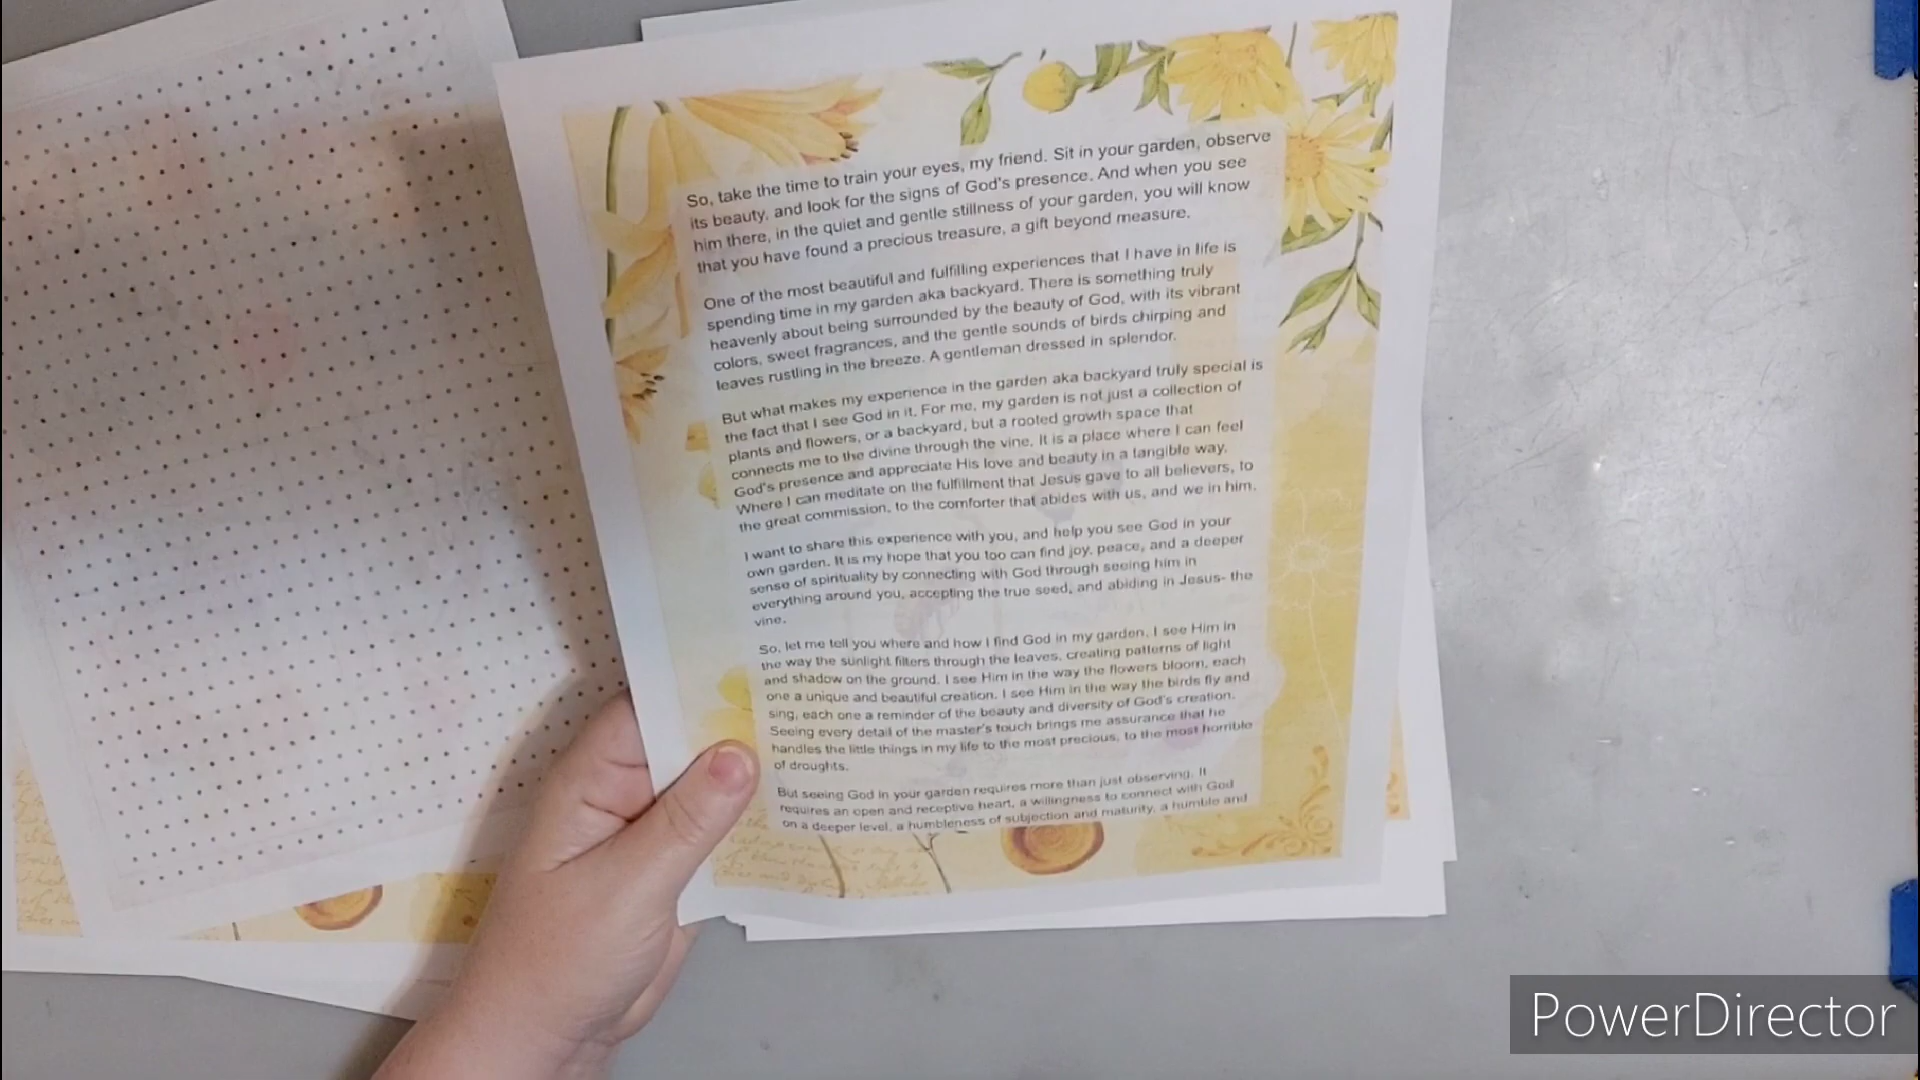 So, take the time to train your eyes, my friend. Sit in your garden, observe
its beauty, and look for the signs of God's presence. And when you see
him there, in the quiet and gentle stillness of your garden, you will know
that you have found a precious treasure, a gift beyond measure.
One of the most beautiful and fulfilling experiences that I have in life is
spending time in my garden aka backyard. There is something truly
heavenly about being surrounded by the beauty of God, with its vibrant
colors, sweet fragrances, and the gentle sounds of birds chirping and
leaves rustling in the breeze. A gentleman dressed in splendor.
But what makes my experience in the garden aka backyard truly special is
the fact that I see God in it. For me, my garden is not just a collection of
plants and flowers, or a backyard, but a rooted growth space that
connects me to the divine through the vine. It is a place where I can feel
God's presence and appreciate His love and beauty in a tangible way.
Where I can meditate on the fulfillment that Jesus gave to all believers, to
the great commission, to the comforter that abides with us, and we in him.
I want to share this experience with you, and help you see God in your
own garden. It is my hope that you too can find joy, peace, and a deeper
sense of spirituality by connecting with God through seeing him in
everything around you, accepting the true seed, and abiding in Jesus- the
vine.
So, let me tell you where and how I find God in my garden. I see Him in
the way the sunlight filters through the leaves, creating patterns of light
and shadow on the ground. I see Him in the way the flowers bloom, each
one a unique and beautiful creation. I see Him in the way the birds fly and
sing, each one a reminder of the beauty and diversity of God's creation.
Seeing every detail of the master's touch brings me assurance that he
handles the little things in my life to the most precious, to the most horrible
of droughts.
But seeing God in your garden requires more than just observing. It
requires an open and receptive heart, a willingness to connect with God
on a deeper level, a humbleness of subjection and maturity, a humble and
PowerDirector